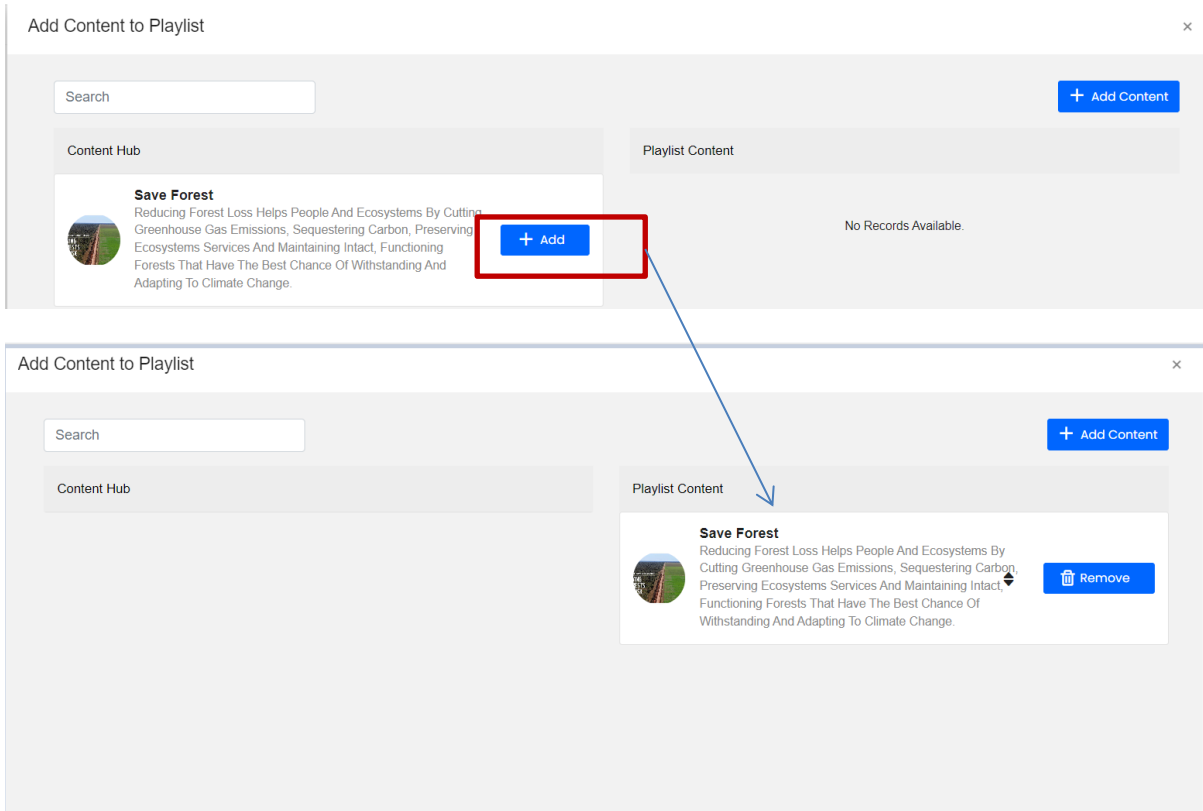 Add Content to Playlist
×
Search
+ Add Content
Content Hub
Playlist Content
Save Forest
Reducing Forest Loss Helps People And Ecosystems By Cutting
Greenhouse Gas Emissions, Sequestering Carbon, Preserving
Ecosystems Services And Maintaining Intact, Functioning
Forests That Have The Best Chance Of Withstanding And
Adapting To Climate Change.
+ Add
No Records Available.
Add Content to Playlist
×
Search
+ Add Content
Content Hub
Playlist Content
Save Forest
Reducing Forest Loss Helps People And Ecosystems By
Cutting Greenhouse Gas Emissions, Sequestering Carbon,
Preserving Ecosystems Services And Maintaining Intact,
Functioning Forests That Have The Best Chance Of
Withstanding And Adapting To Climate Change.
Remove